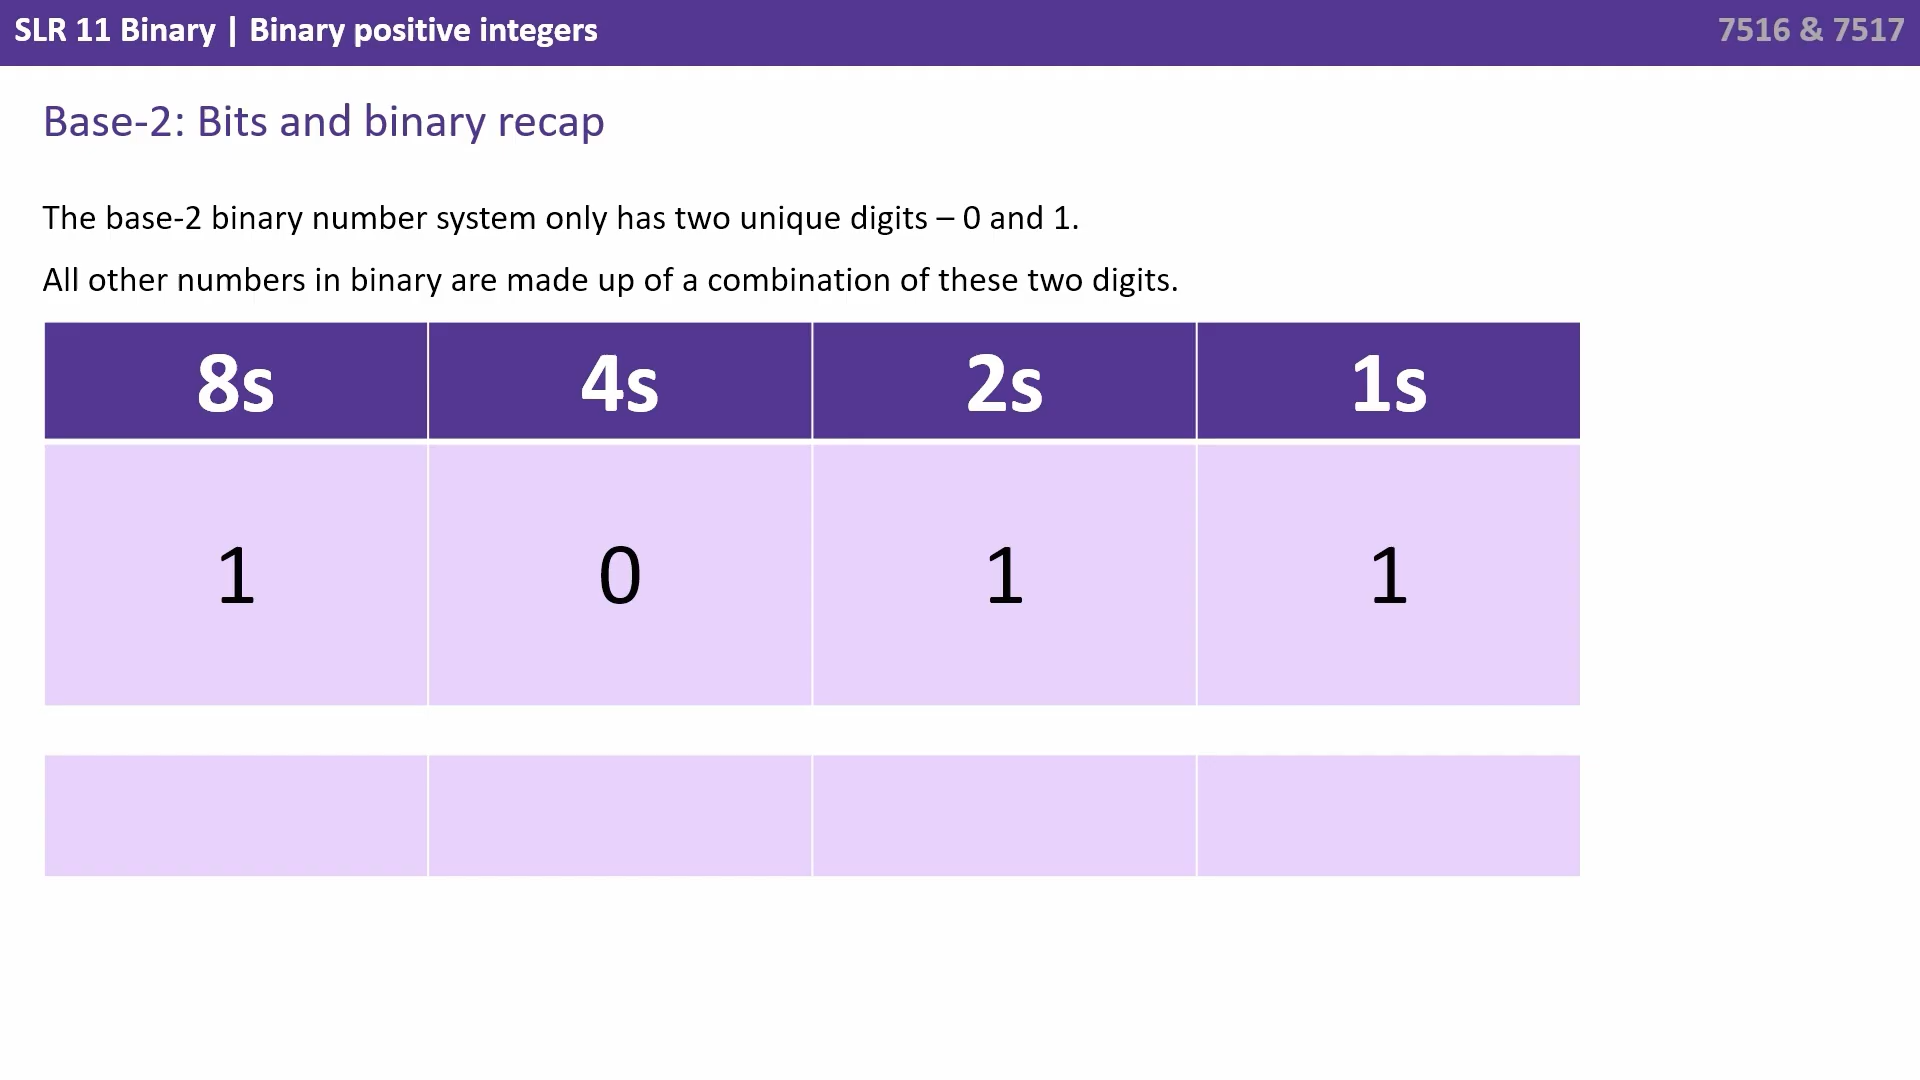 SLR 11 Binary | Binary positive integers
7516 & 7517
Base-2: Bits and binary recap
The base-2 binary number system only has two unique digits – 0 and 1.
All other numbers in binary are made up of a combination of these two digits.
8s 4s 2s 1s
1 0 1 1